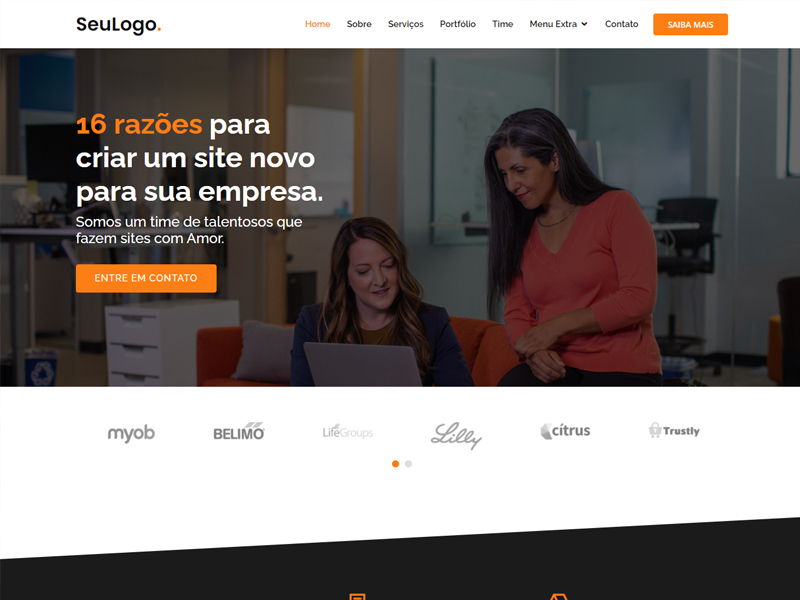 SeuLogo.
Home Sobre Serviços Portfólio Time Menu Extra Contato SAIBA MAIS
16 razões para
criar um site novo
para sua empresa.
Somos um time de talentosos que
fazem sites com Amor.
ENTRE EM CONTATO
myob BELIMO LifeGroups Lilly cítrus Trustly